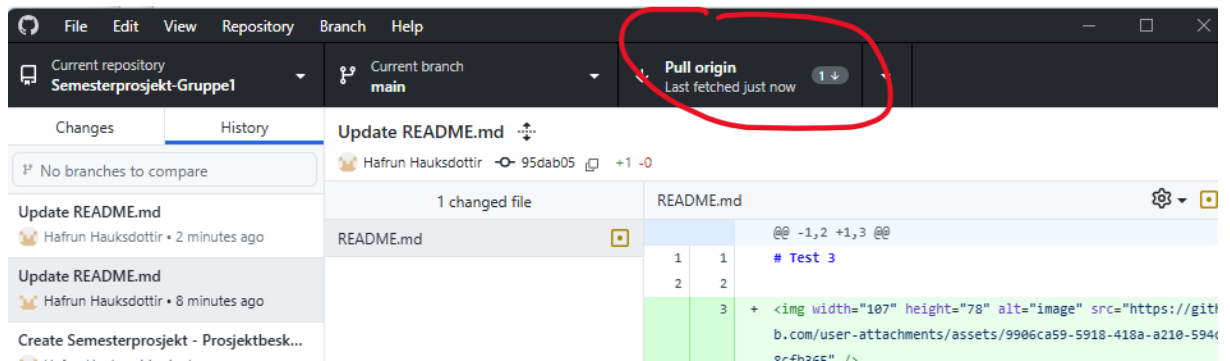 File Edit View Repository Branch Help
Current repository
Semesterprosjekt-Gruppe1
Current branch
main
Pull origin
Last fetched just now
1
Changes
History
No branches to compare
Update README.md
Hafrun Hauksdottir • 2 minutes ago
Update README.md
Hafrun Hauksdottir • 8 minutes ago
Create Semesterprosjekt - Prosjektbesk...
Update README.md
Hafrun Hauksdottir 95dab05 +1 -0
1 changed file
README.md
README.md
@@ -1,2 +1,3 @@
1 1 # Test 3
2 2
3 + <img width="107" height="78" alt="image" src="https://gith
b.com/user-attachments/assets/9906ca59-5918-418a-a210-594c